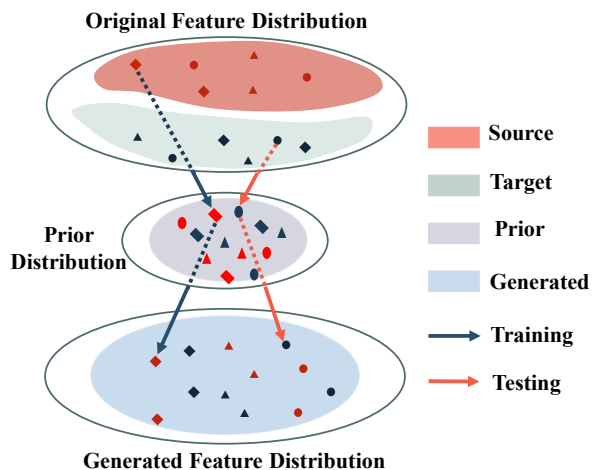 Original Feature Distribution
Source
Target
Prior
Distribution
Prior
Generated
Training
Testing
Generated Feature Distribution